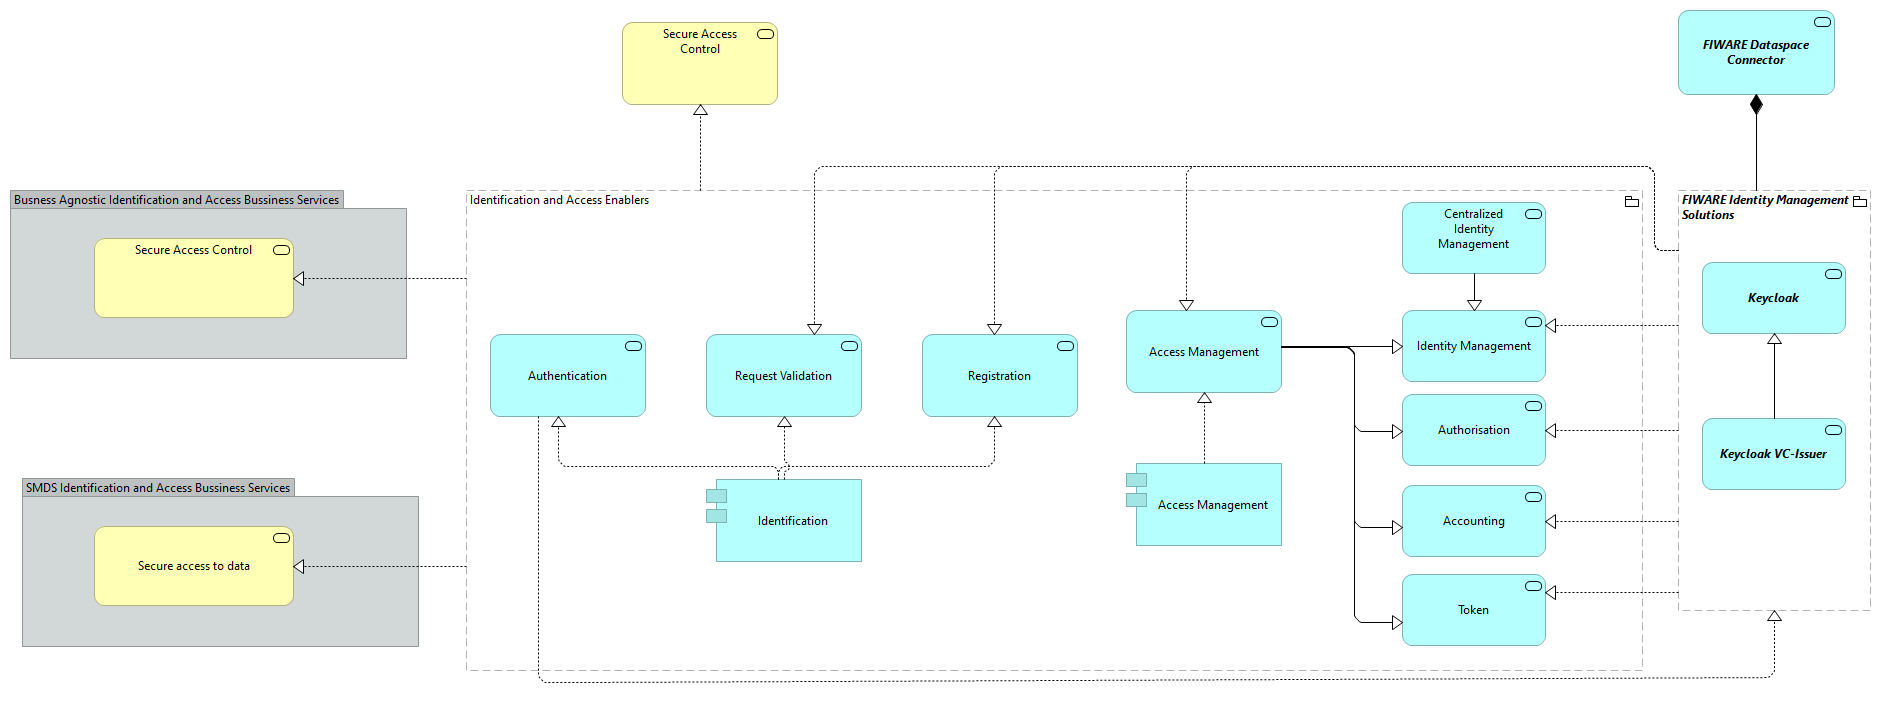 Secure Access
Control
FIWARE Dataspace
Connector
Busness Agnostic Identification and Access Bussiness Services
Secure Access Control
Identification and Access Enablers
FIWARE Identity Management
Solutions
Centralized
Identity
Management
Keycloak
Access Management
Identity Management
Authentication
Request Validation
Registration
Authorisation
Keycloak VC-Issuer
SMDS Identification and Access Bussiness Services
Secure access to data
Identification
Access Management
Accounting
Token